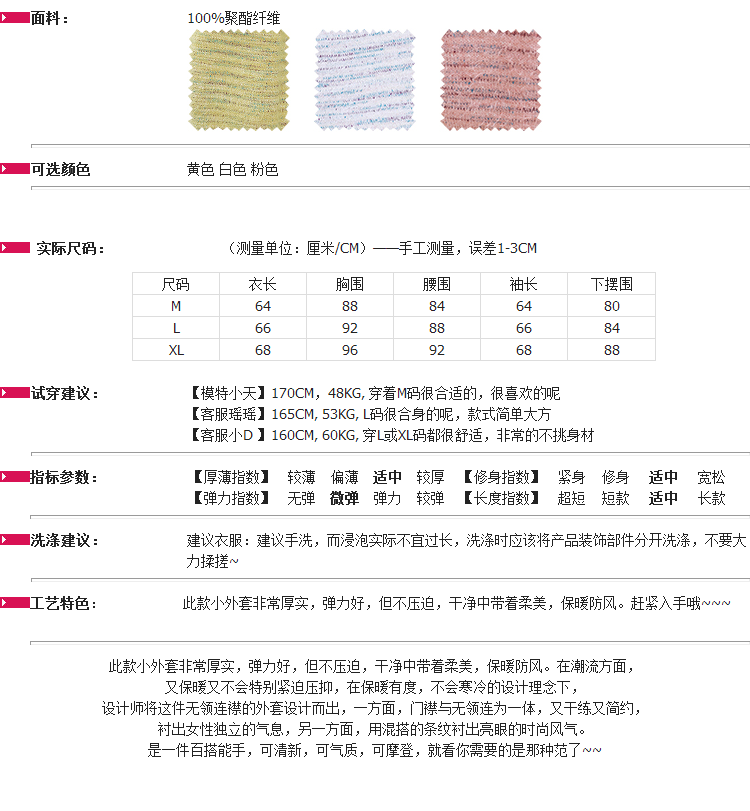 面料： 100%聚酯纤维
可选颜色 黄色 白色 粉色
实际尺码： （测量单位：厘米/CM）——手工测量，误差1-3CM
尺码 衣长 胸围 腰围 袖长 下摆围
M 64 88 84 64 80
L 66 92 88 66 84
XL 68 96 92 68 88
试穿建议： 【模特小天】170CM，48KG, 穿着M码很合适的，很喜欢的呢
【客服瑶瑶】165CM, 53KG, L码很合身的呢，款式简单大方
【客服小D 】160CM, 60KG, 穿L或XL码都很舒适，非常的不挑身材
指标参数： 【厚薄指数】 较薄 偏薄 适中 较厚 【修身指数】 紧身 修身 适中 宽松
【弹力指数】 无弹 微弹 弹力 较弹 【长度指数】 超短 短款 适中 长款
洗涤建议： 建议衣服：建议手洗，而浸泡实际不宜过长，洗涤时应该将产品装饰部件分开洗涤，不要大
力揉搓~
工艺特色： 此款小外套非常厚实，弹力好，但不压迫，干净中带着柔美，保暖防风。赶紧入手哦~~~
此款小外套非常厚实，弹力好，但不压迫，干净中带着柔美，保暖防风。在潮流方面，
又保暖又不会特别紧迫压抑，在保暖有度，不会寒冷的设计理念下，
设计师将这件无领连襟的外套设计而出，一方面，门襟与无领连为一体，又干练又简约，
衬出女性独立的气息，另一方面，用混搭的条纹衬出亮眼的时尚风气。
是一件百搭能手，可清新，可气质，可摩登，就看你需要的是那种范了~~